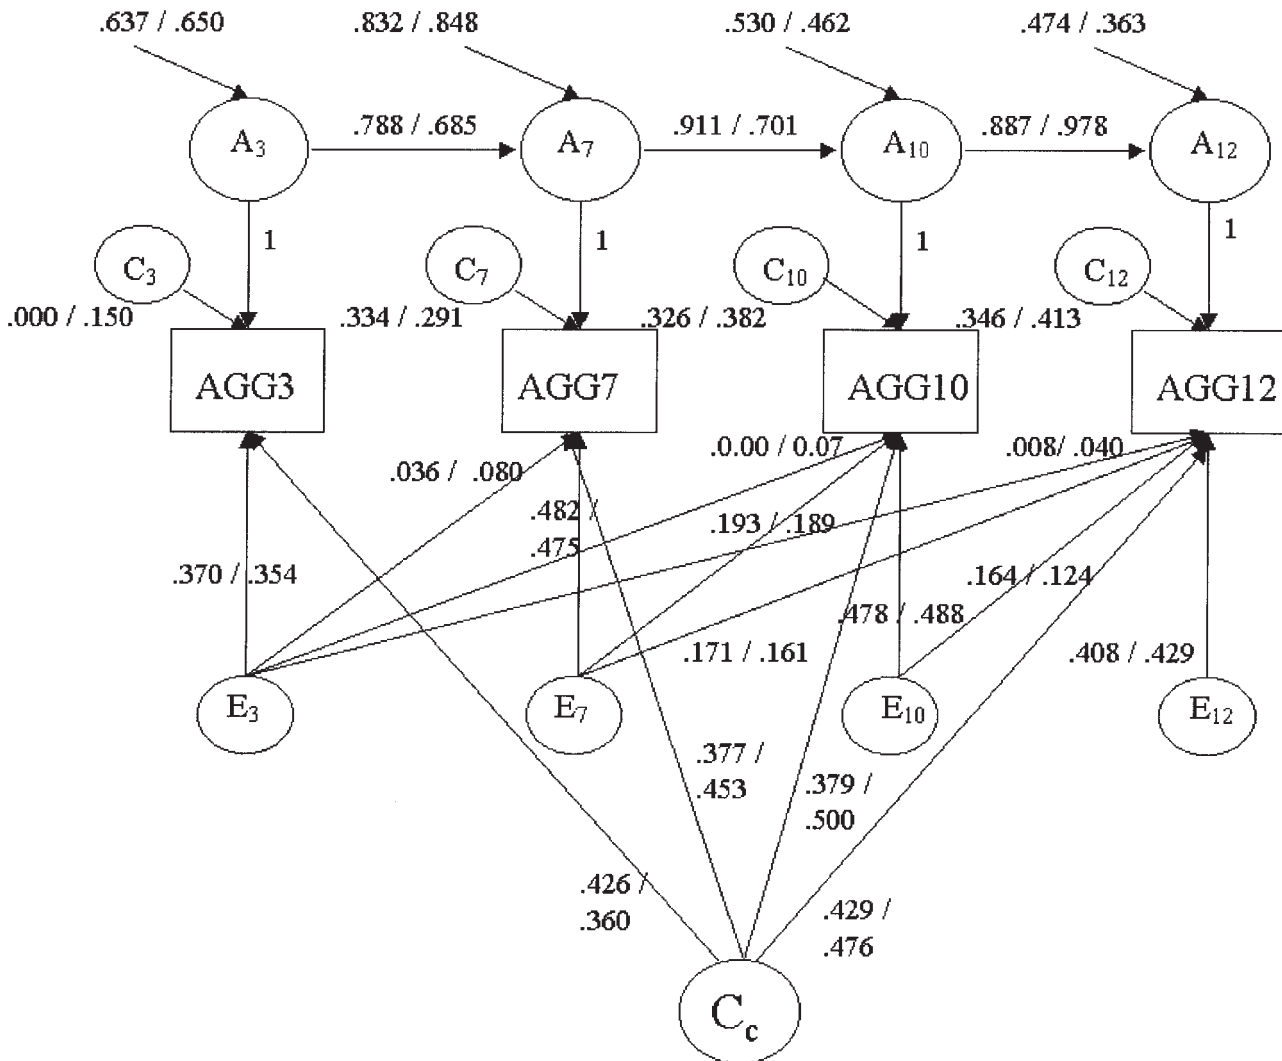 .637 / .650
.832 / .848
.530 / .462
.474 / .363
A3
.788 / .685
A7
.911 / .701
A10
.887 / .978
A12
1
1
1
1
C3
C7
C10
C12
.000 / .150
.334 / .291
.326 / .382
.346 / .413
AGG3
AGG7
AGG10
AGG12
.036 / .080
.0.00 / 0.07
.008/ .040
.482 /
.475
.193 / .189
.370 / .354
.164 / .124
.478 / .488
.171 / .161
.408 / .429
E3
E7
E10
E12
.377 /
.453
.379 /
.500
.426 /
.360
.429 /
.476
Cc